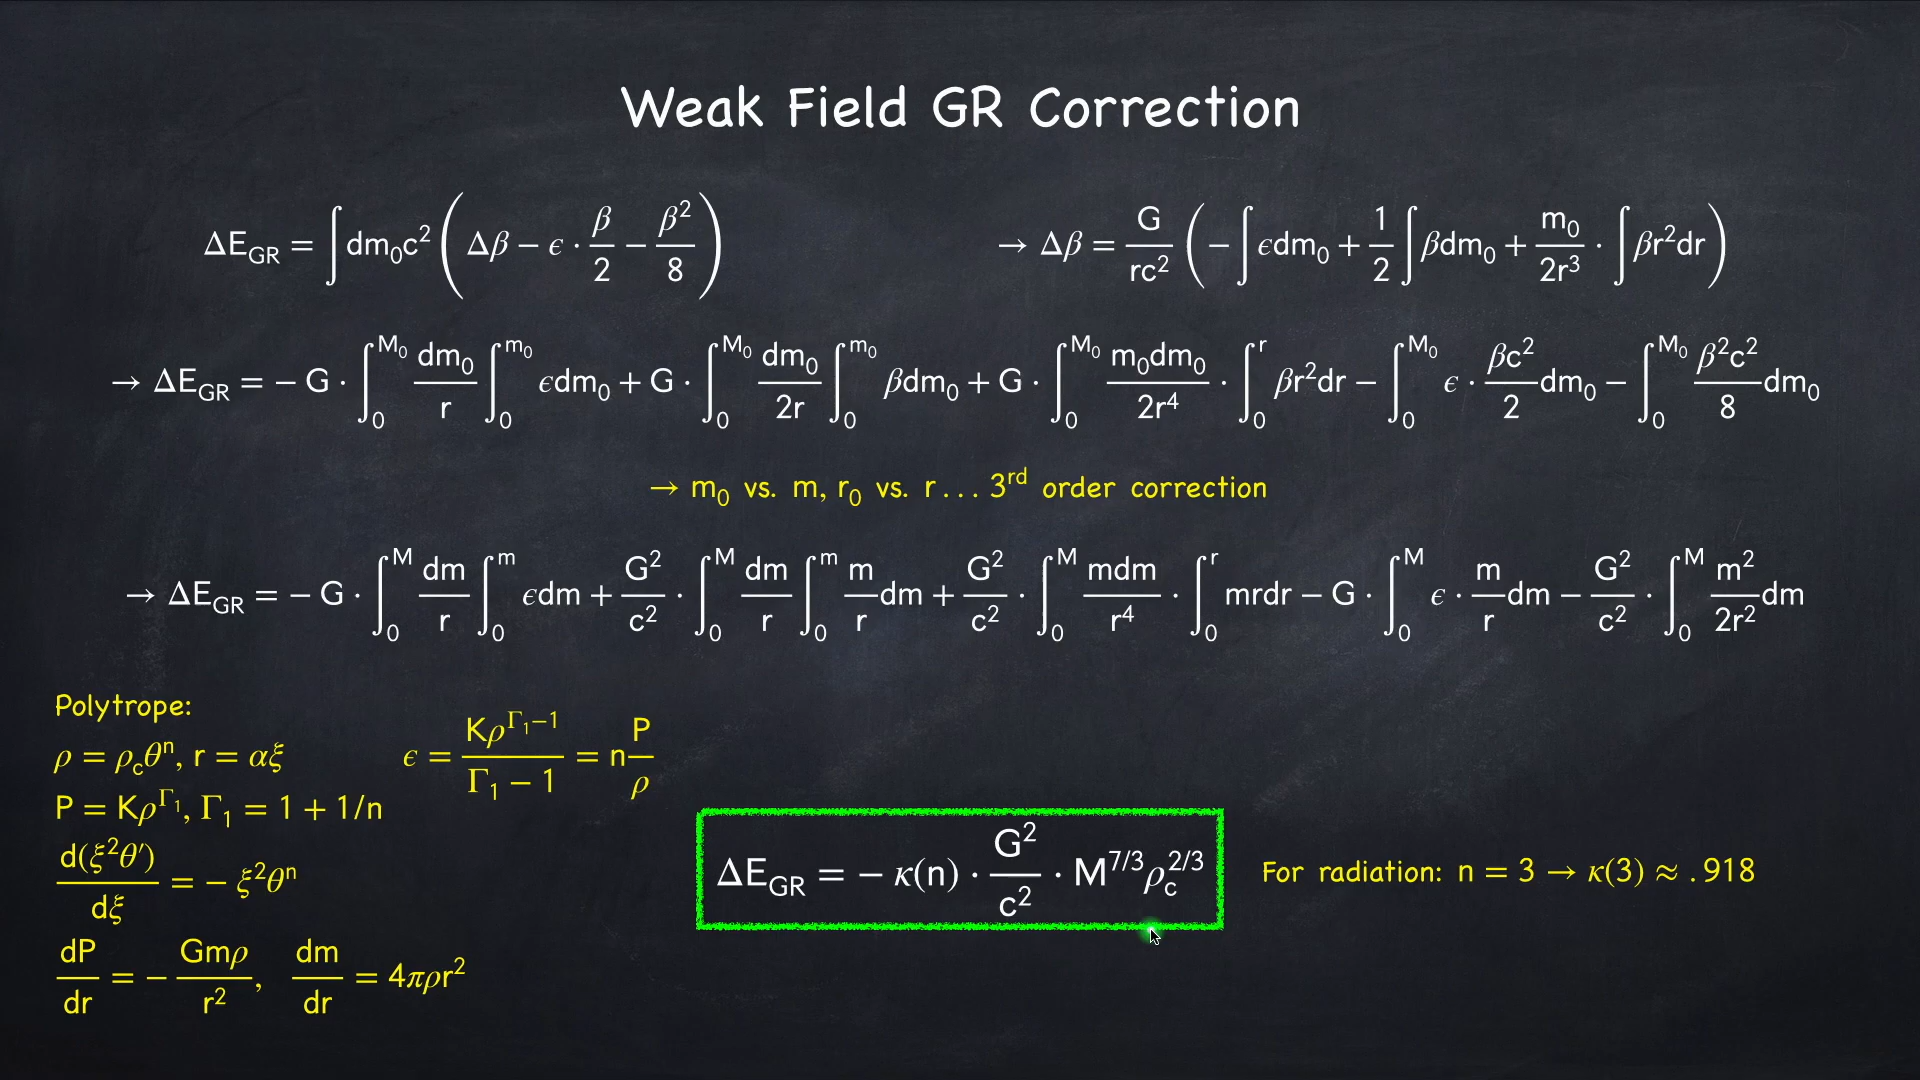 Weak Field GR Correction
ΔE_GR = ∫dm₀c² (Δβ − ϵ · β/2 − β²/8)
→ Δβ = G/(rc²) (−∫ϵdm₀ + 1/2 ∫βdm₀ + m₀/(2r³) · ∫βr²dr)
→ ΔE_GR = − G · ∫₀^M₀ dm₀/r ∫₀^m₀ ϵdm₀ + G · ∫₀^M₀ dm₀/2r ∫₀^m₀ βdm₀ + G · ∫₀^M₀ m₀dm₀/2r⁴ · ∫₀^r βr²dr − ∫₀^M₀ ϵ · βc²/2 dm₀ − ∫₀^M₀ β²c²/8 dm₀
→ m₀ vs. m, r₀ vs. r… 3rd order correction
→ ΔE_GR = − G · ∫₀^M dm/r ∫₀^m ϵdm + G²/c² · ∫₀^M dm/r ∫₀^m m/r dm + G²/c² · ∫₀^M mdm/r⁴ · ∫₀^r mrdr − G · ∫₀^M ϵ · m/r dm − G²/c² · ∫₀^M m²/2r² dm
Polytrope:
ρ = ρ_cθⁿ, r = αξ
ϵ = Kρ^(Γ₁−1)/(Γ₁ − 1) = n P/ρ
P = Kρ^Γ₁, Γ₁ = 1 + 1/n
d(ξ²θ′)/dξ = − ξ²θⁿ
ΔE_GR = − κ(n) · G²/c² · M^7/3 ρ_c^2/3
For radiation: n = 3 → κ(3) ≈ .918
dP/dr = − Gmρ/r², dm/dr = 4πρr²